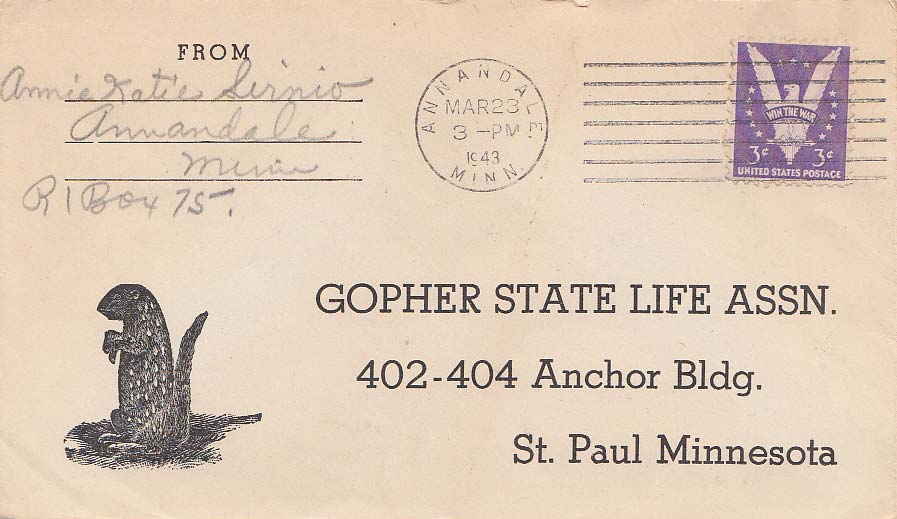 FROM
Annie Katie Sirnio
Annandale
Minn
R 1 Box 75.
ANNANDALE
MAR 23
3 - PM
1943
MINN.
WIN THE WAR
3¢ 3¢
UNITED STATES POSTAGE
GOPHER STATE LIFE ASSN.
402-404 Anchor Bldg.
St. Paul Minnesota